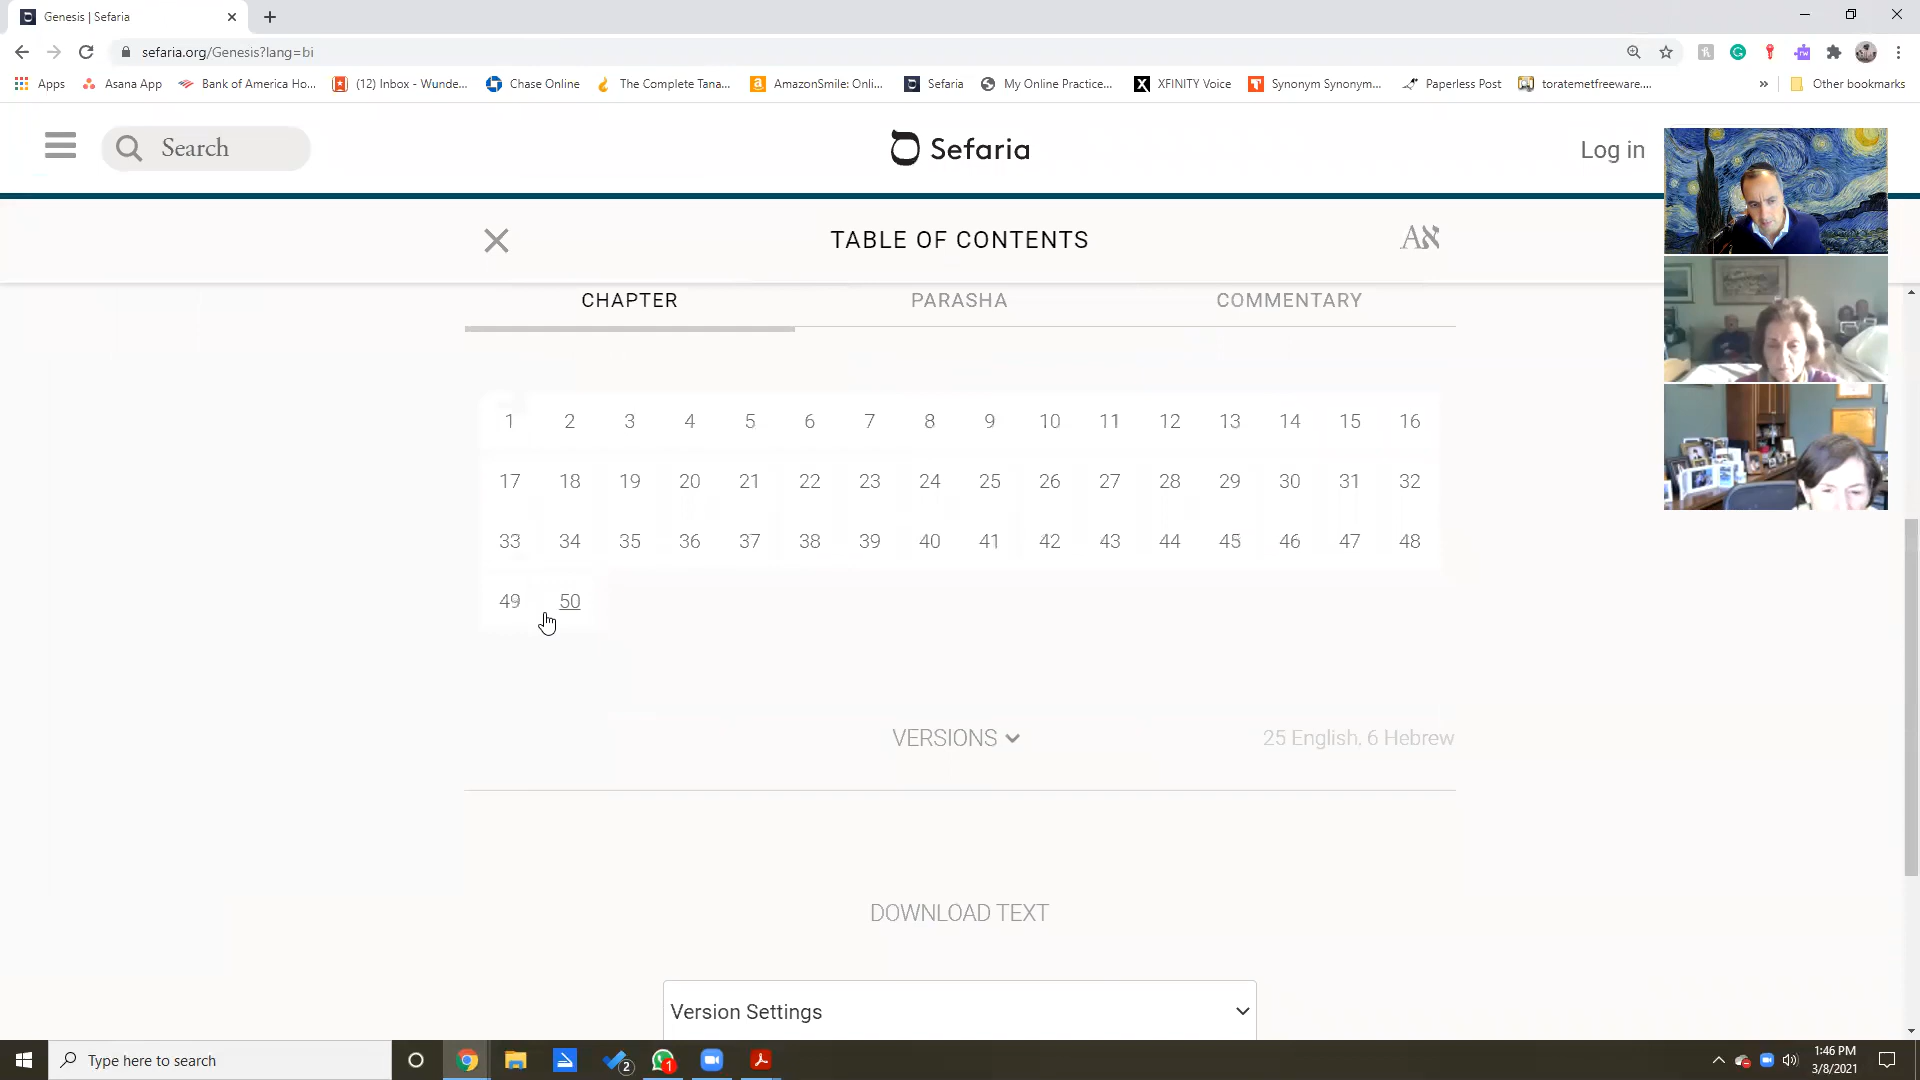 Genesis | Sefaria
sefaria.org/Genesis?lang=bi
Apps Asana App Bank of America Ho... (12) Inbox - Wunde... Chase Online The Complete Tana... AmazonSmile: Onli... Sefaria My Online Practice... XFINITY Voice Synonym Synonym... Paperless Post toratemetfreeware.... » Other bookmarks
Search Sefaria Log in
TABLE OF CONTENTS Aא
CHAPTER PARASHA COMMENTARY
1 2 3 4 5 6 7 8 9 10 11 12 13 14 15 16
17 18 19 20 21 22 23 24 25 26 27 28 29 30 31 32
33 34 35 36 37 38 39 40 41 42 43 44 45 46 47 48
49 50
VERSIONS 25 English, 6 Hebrew
DOWNLOAD TEXT
Version Settings
Type here to search 2 1 1:46 PM
3/8/2021